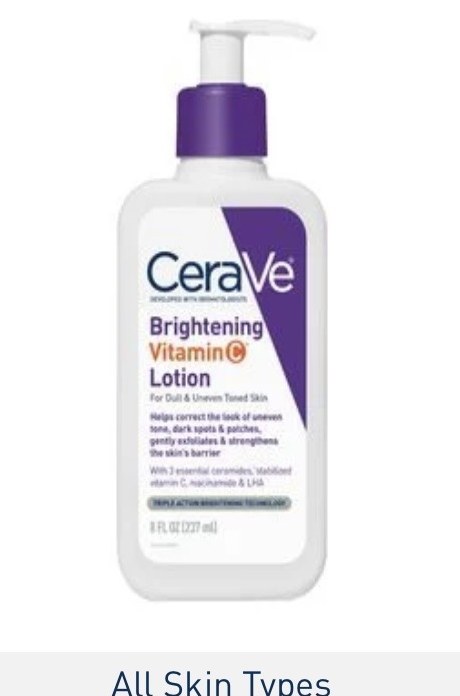 CeraVe®
DEVELOPED WITH DERMATOLOGISTS
Brightening
Vitamin C
Lotion
For Dull & Uneven Toned Skin
Helps correct the look of uneven
tone, dark spots & patches,
gently exfoliates & strengthens
the skin's barrier
With 3 essential ceramides, stabilized
vitamin C, niacinamide & LHA
TRIPLE ACTION BRIGHTENING TECHNOLOGY
8 FL OZ (237 ml)
All Skin Types